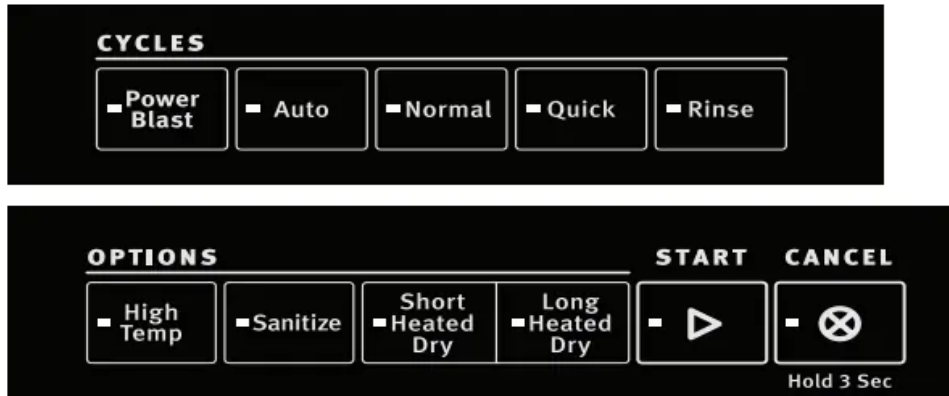 CYCLES
Power
Blast
Auto
Normal
Quick
Rinse
OPTIONS
START
CANCEL
High
Temp
Sanitize
Short
Heated
Dry
Long
Heated
Dry
Hold 3 Sec